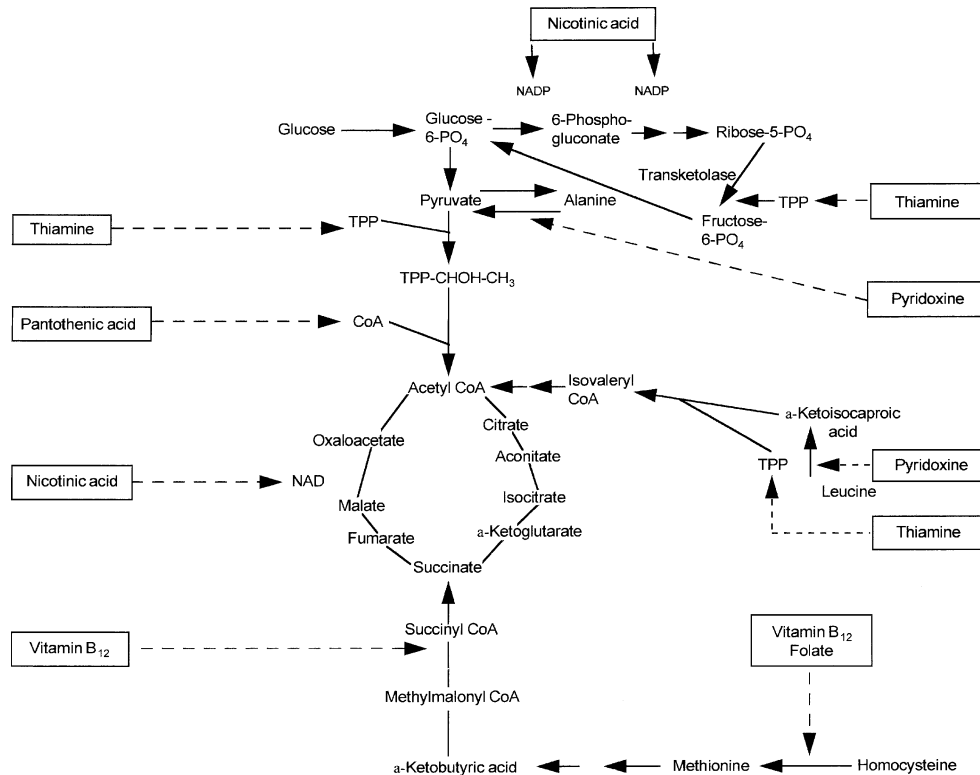 Nicotinic acid
NADP
NADP
Glucose
Glucose -
6-PO4
6-Phospho-
gluconate
Ribose-5-PO4
Transketolase
Pyruvate
Alanine
TPP
Thiamine
Fructose-
6-PO4
Thiamine
TPP
TPP-CHOH-CH3
Pyridoxine
Pantothenic acid
CoA
Acetyl CoA
Isovaleryl
CoA
a-Ketoisocaproic
acid
Citrate
Oxaloacetate
Aconitate
TPP
Pyridoxine
Nicotinic acid
NAD
Leucine
Isocitrate
Malate
a-Ketoglutarate
Thiamine
Fumarate
Succinate
Succinyl CoA
Vitamin B12
Vitamin B12
Folate
Methylmalonyl CoA
a-Ketobutyric acid
Methionine
Homocysteine